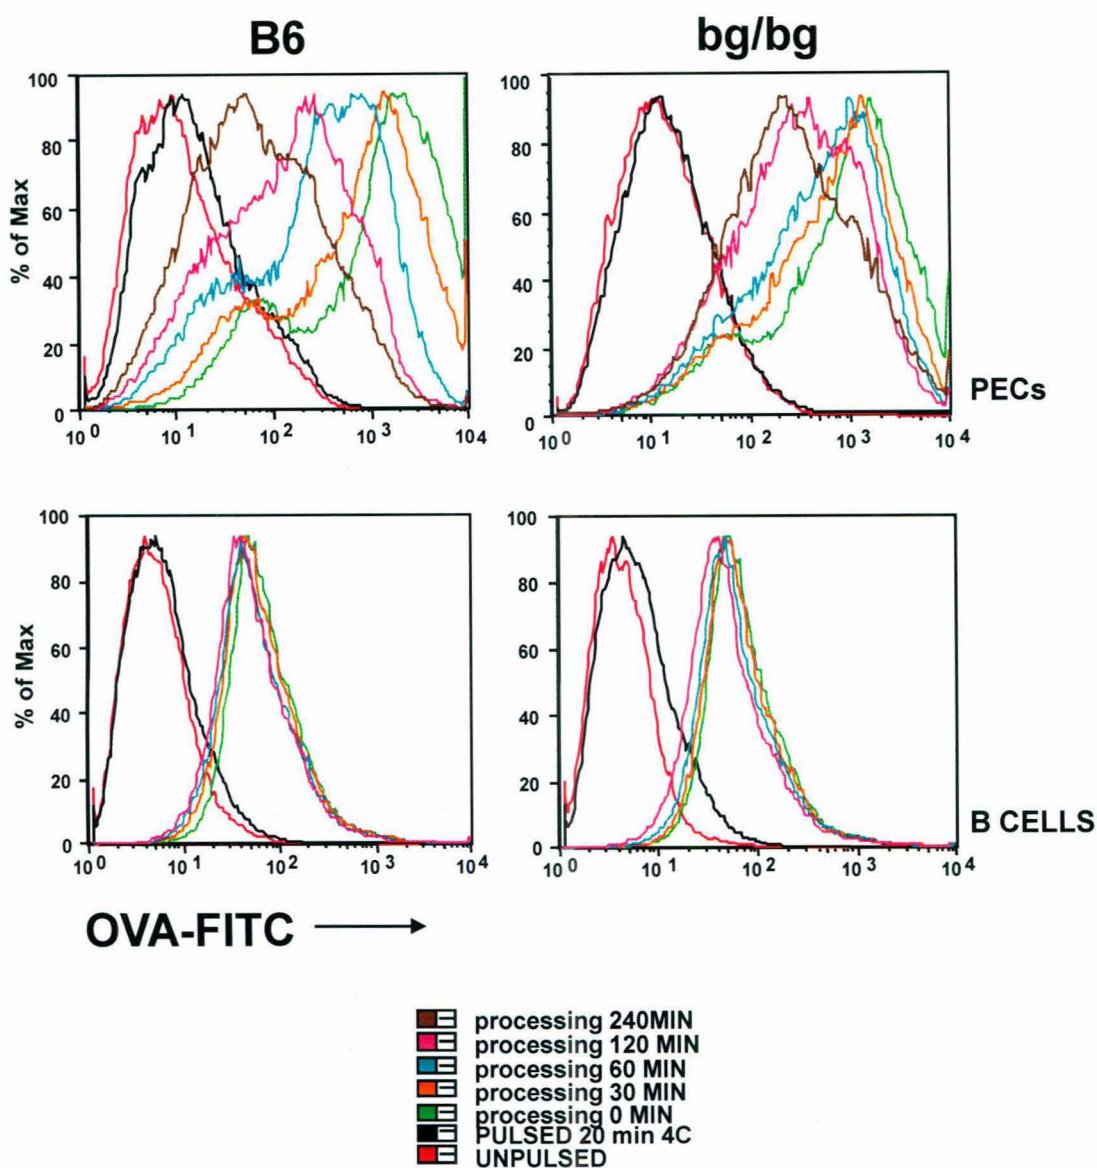 B6 bg/bg
100 100
80 80
60 60
40 40
20 20
0 0
% of Max
10 0 10 1 10 2 10 3 10 4 10 0 10 1 10 2 10 3 10 4
PECs
100 100
80 80
60 60
40 40
20 20
0 0
% of Max
10 0 10 1 10 2 10 3 10 4 10 0 10 1 10 2 10 3 10 4
B CELLS
OVA-FITC
processing 240MIN
processing 120 MIN
processing 60 MIN
processing 30 MIN
processing 0 MIN
PULSED 20 min 4C
UNPULSED